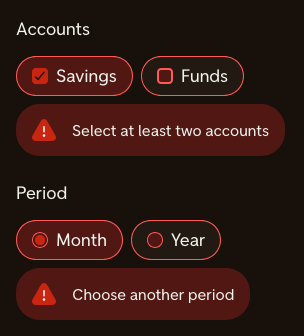 Accounts
Savings
Funds
Select at least two accounts
Period
Month
Year
Choose another period